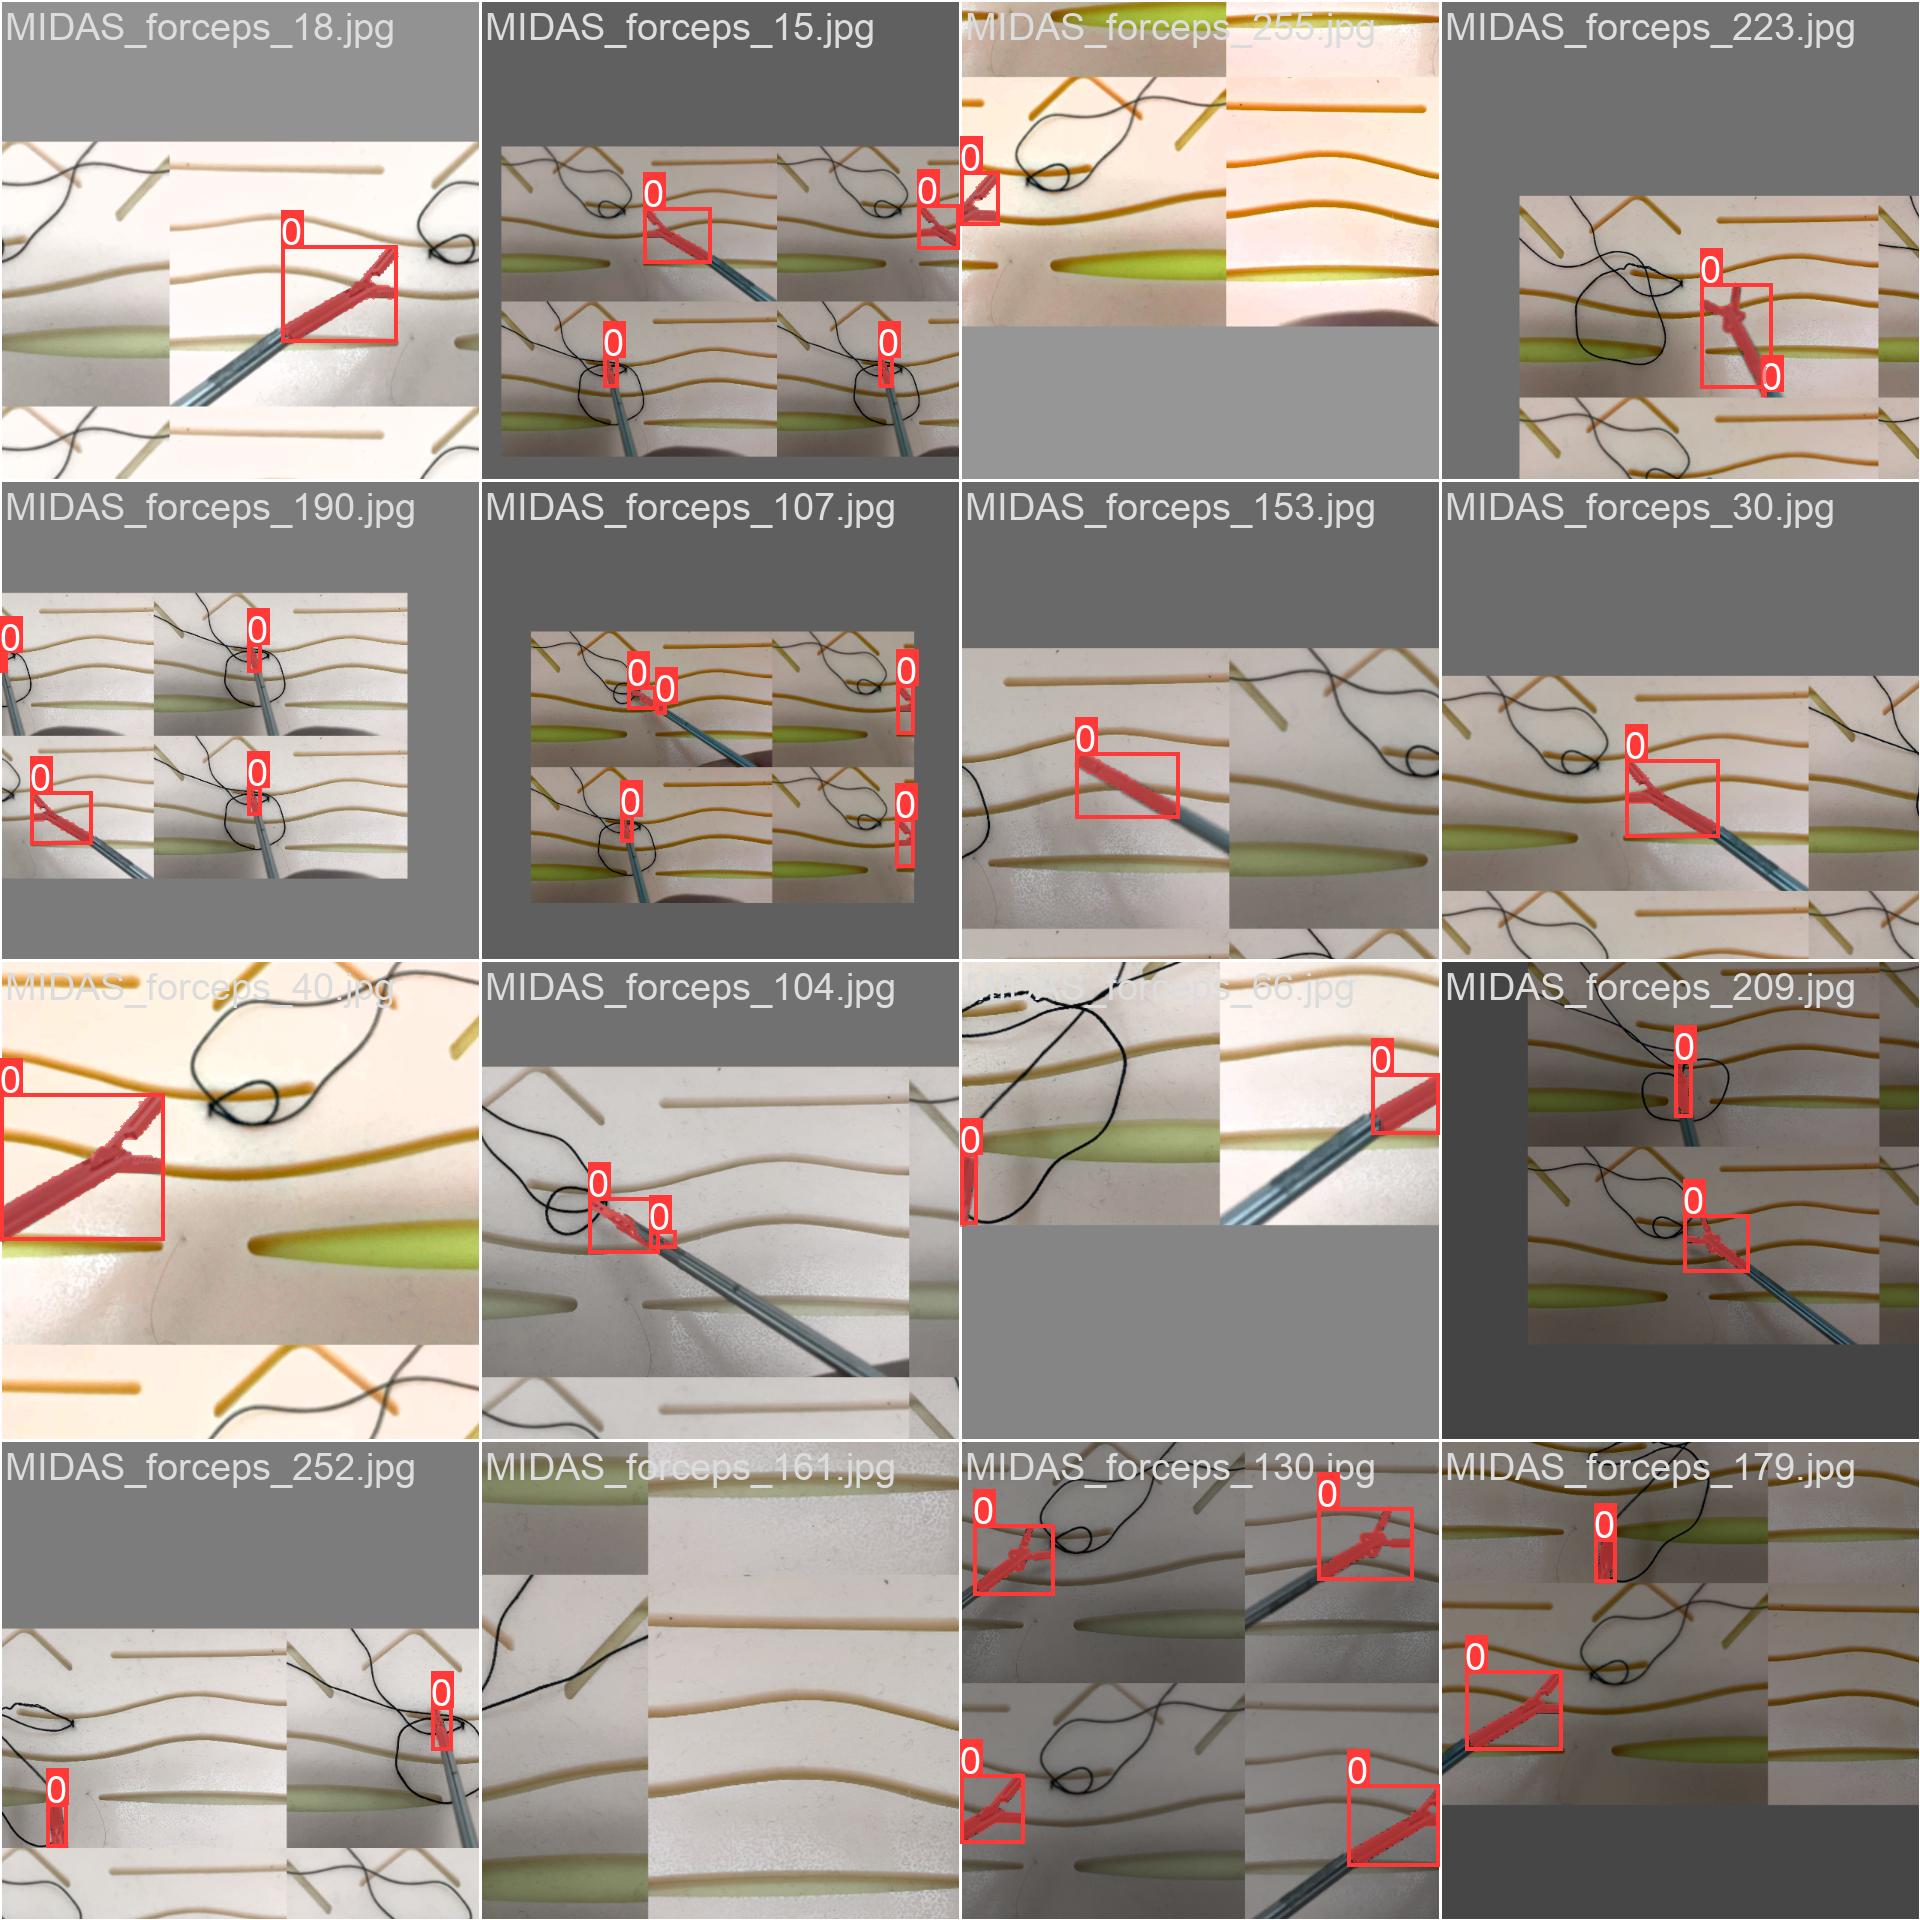 MIDAS_forceps_18.jpg
MIDAS_forceps_15.jpg
MIDAS_forceps_255.jpg
MIDAS_forceps_223.jpg
0
0
0
0
0
0
0
0
MIDAS_forceps_190.jpg
MIDAS_forceps_107.jpg
MIDAS_forceps_153.jpg
MIDAS_forceps_30.jpg
0
0
0
0
0
0
0
0
0
0
0
MIDAS_forceps_40.jpg
MIDAS_forceps_104.jpg
MIDAS_forceps_66.jpg
MIDAS_forceps_209.jpg
0
0
0
0
0
0
0
MIDAS_forceps_252.jpg
MIDAS_forceps_161.jpg
MIDAS_forceps_130.jpg
MIDAS_forceps_179.jpg
0
0
0
0
0
0
0
0